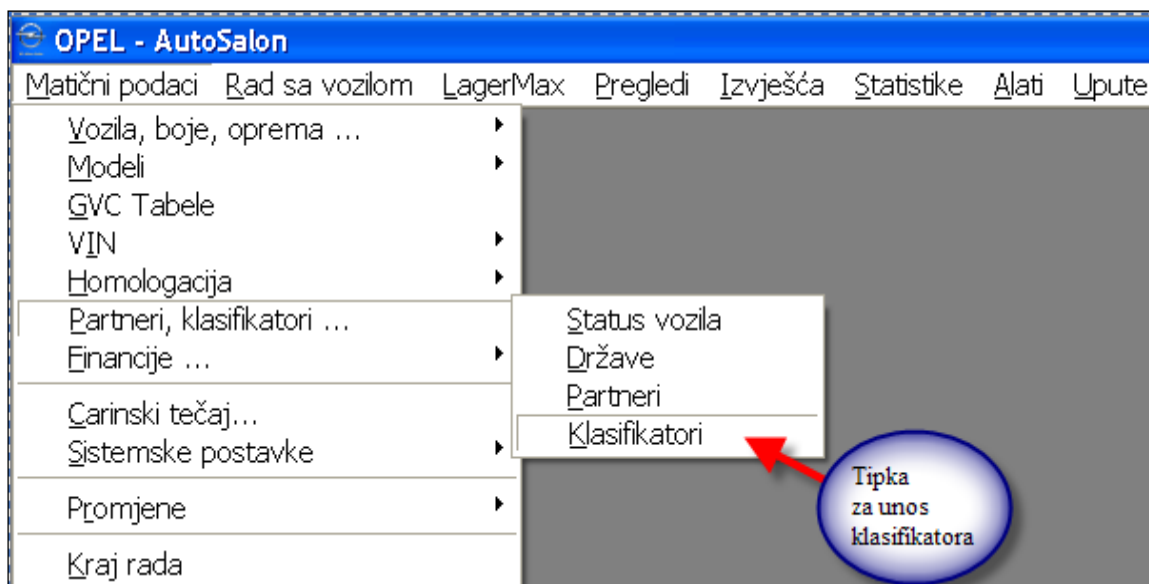 OPEL - AutoSalon
Matični podaci Rad sa vozilom LagerMax Pregledi Izvješća Statistike Alati Upute
Vozila, boje, oprema ...
Modeli
GVC Tabele
VIN
Homologacija
Partneri, klasifikatori ...
Financije ...
Carinski tečaj...
Sistemske postavke
Promjene
Kraj rada
Status vozila
Države
Partneri
Klasifikatori
Tipka
za unos
klasifikatora